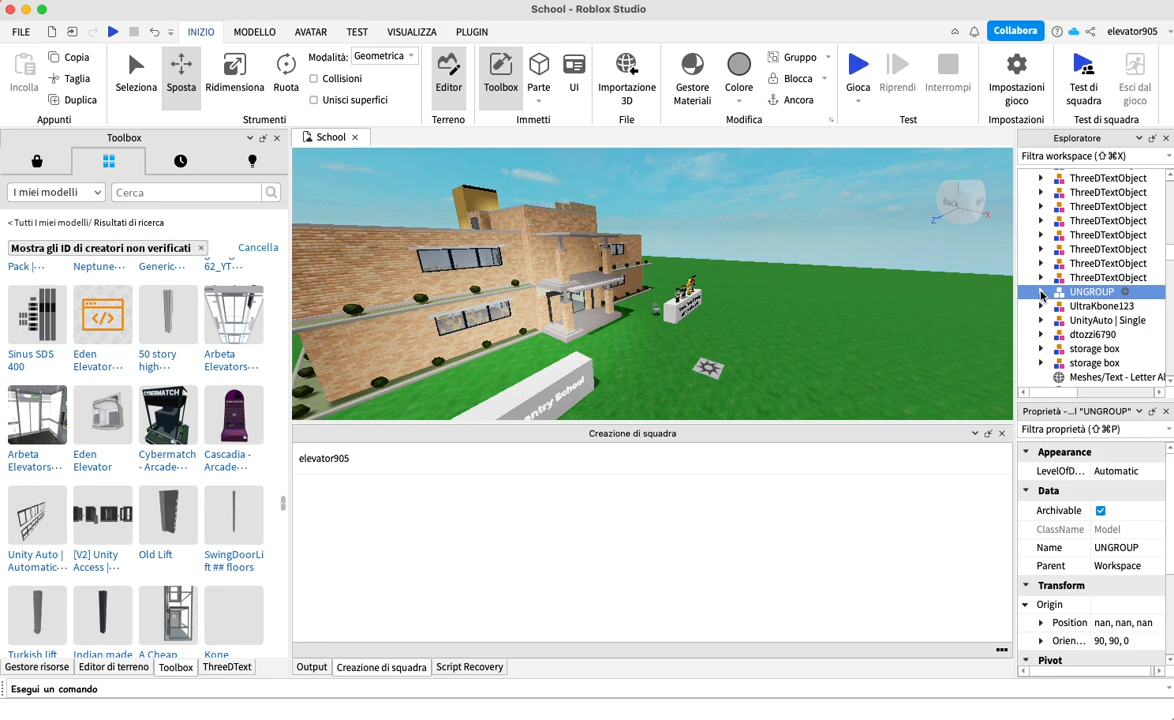 School - Roblox Studio
FILE
INIZIO
MODELLO
AVATAR
TEST
VISUALIZZA
PLUGIN
Collabora
elevator905
Incolla
Copia
Taglia
Duplica
Appunti
Seleziona
Sposta
Ridimensiona
Ruota
Modalità:
Geometrica
Collisioni
Unisci superfici
Strumenti
Editor
Terreno
Toolbox
Parte
UI
Immetti
Importazione
3D
File
Gestore
Materiali
Colore
Gruppo
Blocca
Ancora
Modifica
Gioca
Riprendi
Interrompi
Test
Impostazioni
gioco
Impostazioni
Test di
squadra
Esci dal
gioco
Test di squadra
Toolbox
I miei modelli
Cerca
< Tutti I miei modelli/ Risultati di ricerca
Mostra gli ID di creatori non verificati ×
Cancella
Pack |···
Neptune···
Generic···
62_YT···
Sinus SDS
400
Eden
Elevator···
50 story
high···
Arbeta
Elevators···
Arbeta
Elevators···
Eden
Elevator
Cybermatch
- Arcade···
Cascadia -
Arcade···
Unity Auto |
Automatic···
[V2] Unity
Access |···
Old Lift
SwingDoorLi
ft ## floors
Turkish lift
Indian made
A Cheap
Kone
Gestore risorse
Editor di terreno
Toolbox
ThreeDText
School
Back
X
Z
entry School
CYBERMATCH
Creazione di squadra
elevator905
Output
Creazione di squadra
Script Recovery
Esploratore
Filtra workspace (⇧⌘X)
ThreeDTextObject
ThreeDTextObject
ThreeDTextObject
ThreeDTextObject
ThreeDTextObject
ThreeDTextObject
ThreeDTextObject
ThreeDTextObject
UNGROUP
UltraKbone123
UnityAuto | Single
dtozzi6790
storage box
storage box
Meshes/Text - Letter Al
Proprietà -...l "UNGROUP"
Filtra proprietà (⇧⌘P)
Appearance
LevelOfD... Automatic
Data
Archivable
ClassName Model
Name UNGROUP
Parent Workspace
Transform
Origin
Position nan, nan, nan
Orien... 90, 90, 0
Pivot
Esegui un comando